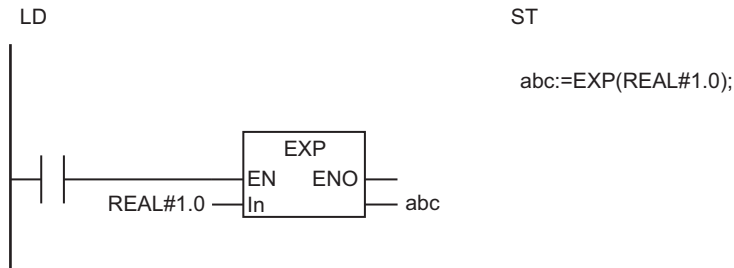 LD
ST
abc:=EXP(REAL#1.0);
EXP
EN ENO
REAL#1.0 In abc